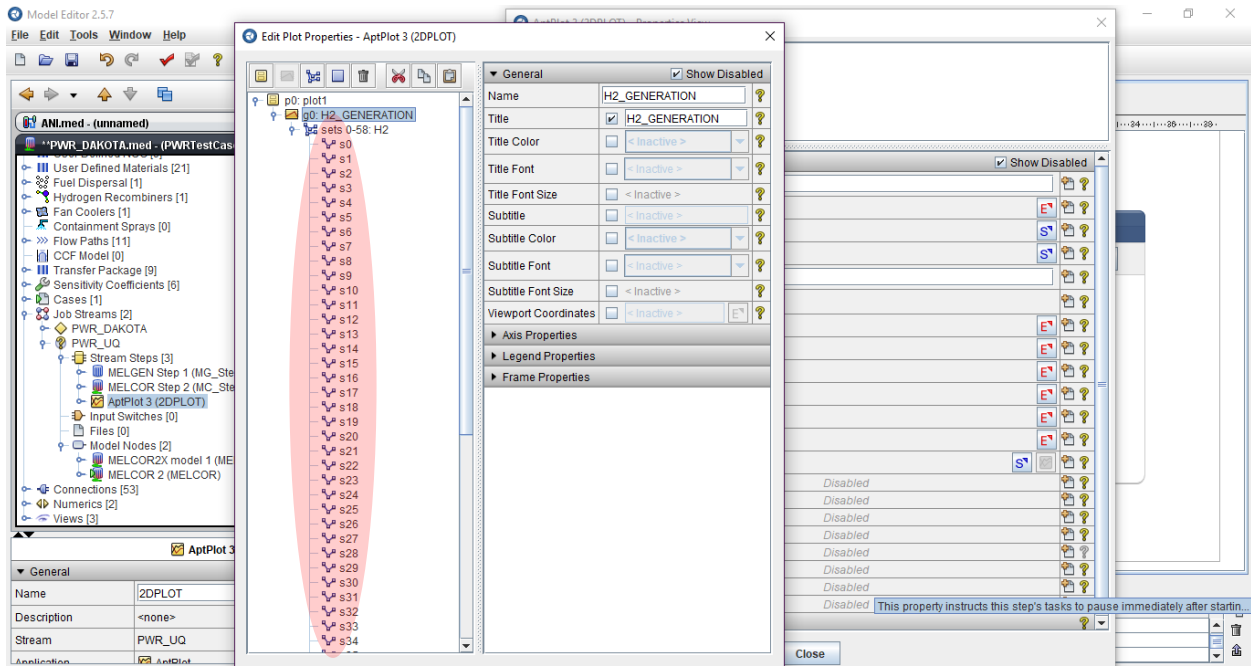 Model Editor 2.5.7
File Edit Tools Window Help
ANI.med - (unnamed)
**PWR_DAKOTA.med - (PWRTestCas
User Defined Materials [21]
Fuel Dispersal [1]
Hydrogen Recombiners [1]
Fan Coolers [1]
Containment Sprays [0]
Flow Paths [11]
CCF Model [0]
Transfer Package [9]
Sensitivity Coefficients [6]
Cases [1]
Job Streams [2]
PWR_DAKOTA
PWR_UQ
Stream Steps [3]
MELGEN Step 1 (MG_Ste
MELCOR Step 2 (MC_Ste
AptPlot 3 (2DPLOT)
Input Switches [0]
Files [0]
Model Nodes [2]
MELCOR2X model 1 (ME
MELCOR 2 (MELCOR)
Connections [53]
Numerics [2]
Views [3]
AptPlot 3
General
Name 2DPLOT
Description <none>
Stream PWR_UQ
Application AptPlot
Edit Plot Properties - AptPlot 3 (2DPLOT)
p0: plot1
g0: H2_GENERATION
sets 0-58: H2
s0
s1
s2
s3
s4
s5
s6
s7
s8
s9
s10
s11
s12
s13
s14
s15
s16
s17
s18
s19
s20
s21
s22
s23
s24
s25
s26
s27
s28
s29
s30
s31
s32
s33
s34
General Show Disabled
Name H2_GENERATION
Title H2_GENERATION
Title Color < Inactive >
Title Font < Inactive >
Title Font Size < Inactive >
Subtitle < Inactive >
Subtitle Color < Inactive >
Subtitle Font < Inactive >
Subtitle Font Size < Inactive >
Viewport Coordinates < Inactive > E
Axis Properties
Legend Properties
Frame Properties
AptPlot 3 (2DPLOT) - Properties View
Show Disabled
E
S
S
E
E
E
E
E
E
S
Disabled
Disabled
Disabled
Disabled
Disabled
Disabled
Disabled
Disabled
This property instructs this step's tasks to pause immediately after startin...
Close